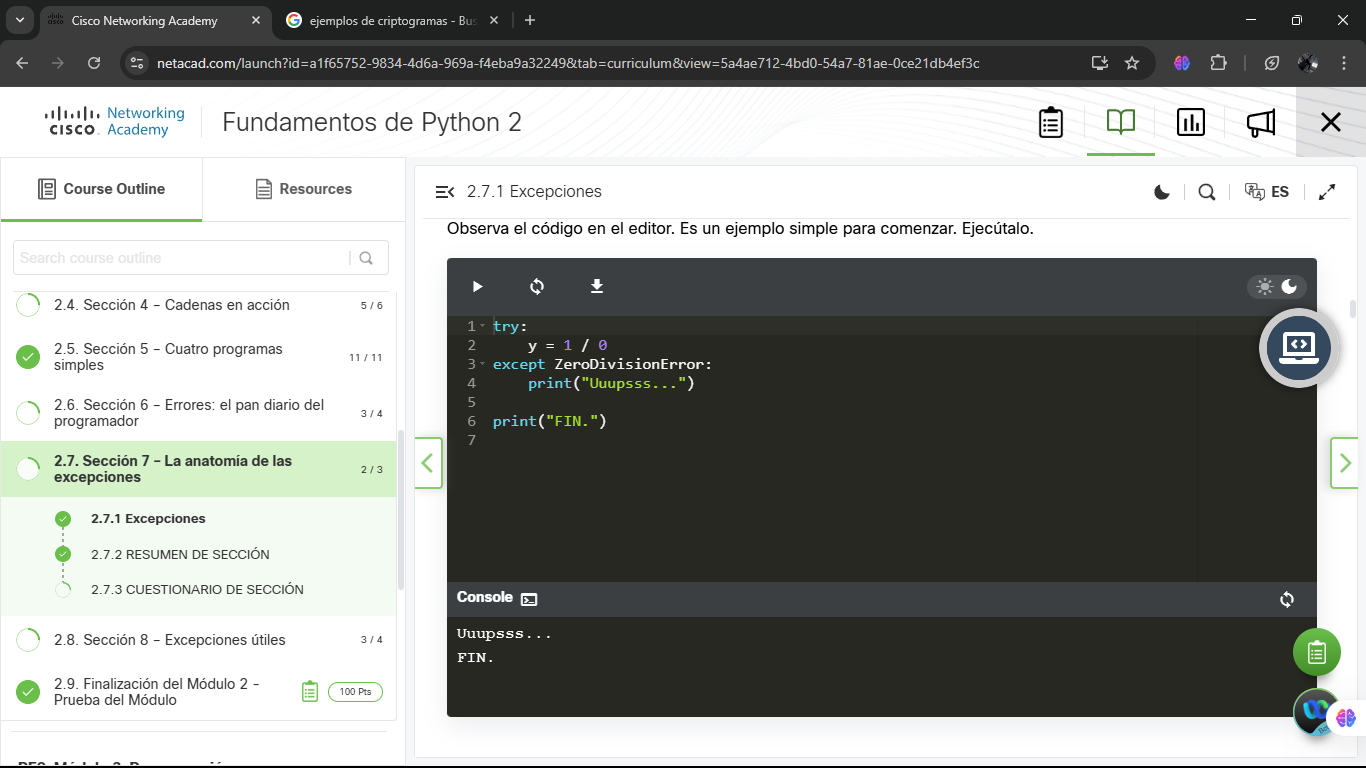 Cisco Networking Academy
ejemplos de criptogramas - Bus
netacad.com/launch?id=a1f65752-9834-4d6a-969a-f4eba9a32249&tab=curriculum&view=5a4ae712-4bd0-54a7-81ae-0ce21db4ef3c
CISCO Networking Academy
Fundamentos de Python 2
Course Outline
Resources
Search course outline
2.4. Sección 4 – Cadenas en acción
5 / 6
2.5. Sección 5 – Cuatro programas
simples
11 / 11
2.6. Sección 6 – Errores: el pan diario del
programador
3 / 4
2.7. Sección 7 – La anatomía de las
excepciones
2 / 3
2.7.1 Excepciones
2.7.2 RESUMEN DE SECCIÓN
2.7.3 CUESTIONARIO DE SECCIÓN
2.8. Sección 8 – Excepciones útiles
3 / 4
2.9. Finalización del Módulo 2 –
Prueba del Módulo
100 Pts
2.7.1 Excepciones
ES
Observa el código en el editor. Es un ejemplo simple para comenzar. Ejecútalo.
1 try:
2     y = 1 / 0
3 except ZeroDivisionError:
4     print("Uuupsss...")
5
6 print("FIN.")
7
Console
Uuupsss...
FIN.